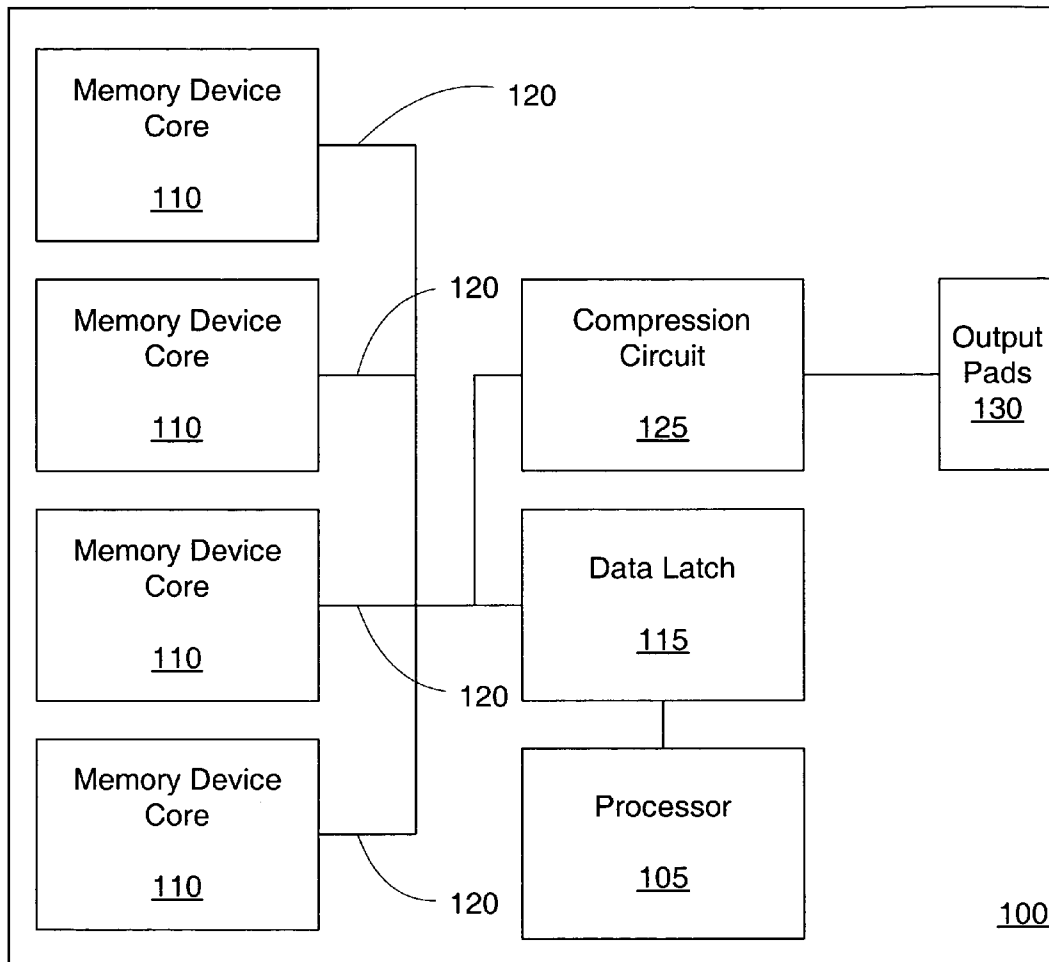 Memory Device
Core
110
120
Memory Device
Core
110
120
Compression
Circuit
125
Output
Pads
130
Memory Device
Core
110
120
Data Latch
115
Memory Device
Core
110
120
Processor
105
100